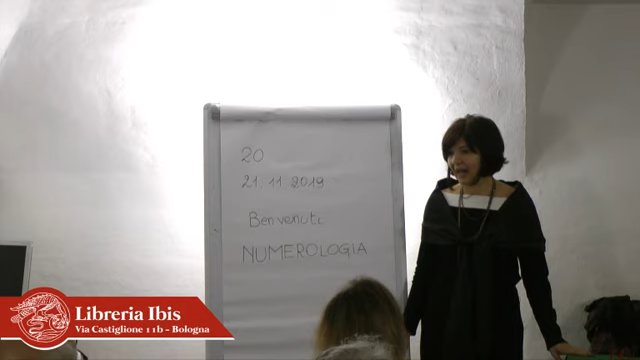 20
21.11.2019
Benvenuti
NUMEROLOGIA
Libreria Ibis
Via Castiglione 11b - Bologna